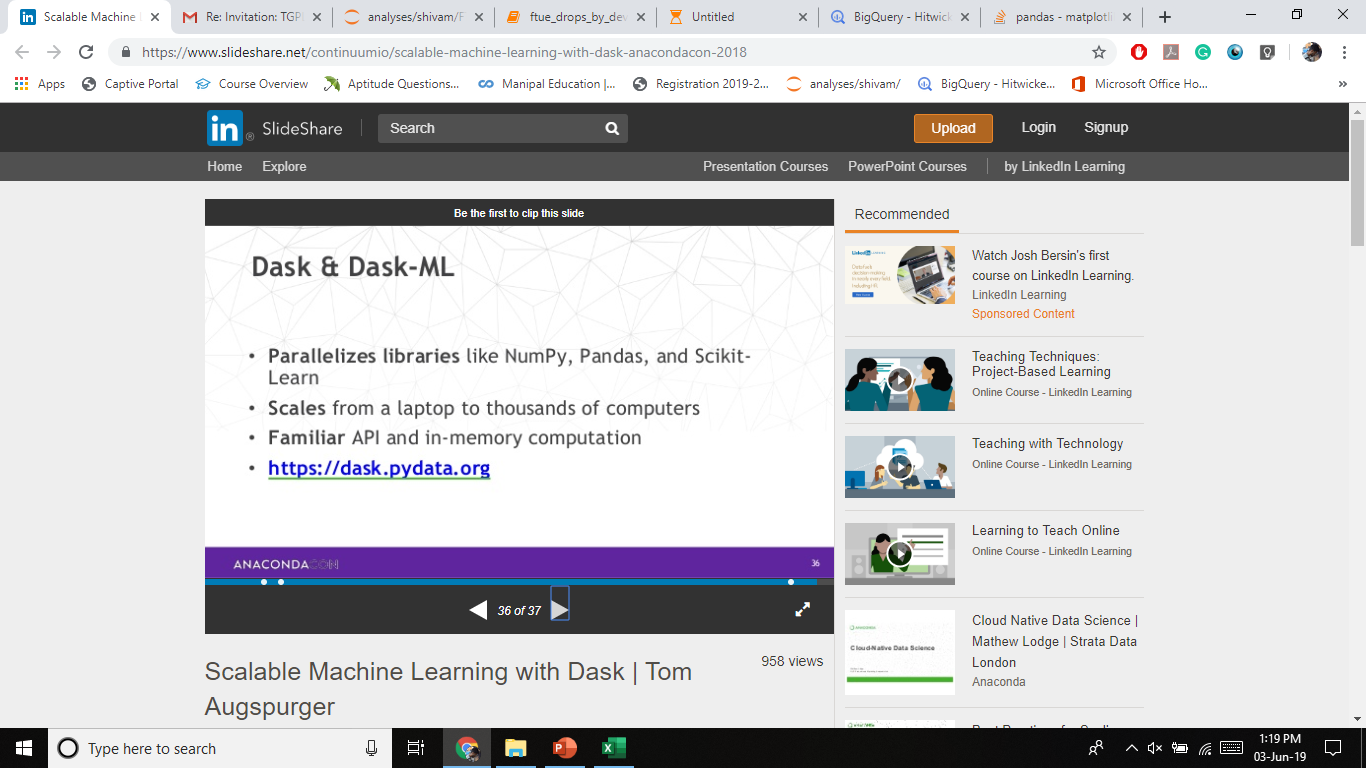 Scalable Machine
Re: Invitation: TGP
analyses/shivam/F
ftue_drops_by_dev
Untitled
BigQuery - Hitwick
pandas - matplotli
https://www.slideshare.net/continuumio/scalable-machine-learning-with-dask-anacondacon-2018
Apps
Captive Portal
Course Overview
Aptitude Questions...
Manipal Education |...
Registration 2019-2...
analyses/shivam/
BigQuery - Hitwicke...
Microsoft Office Ho...
in SlideShare
Search
Upload
Login
Signup
Home
Explore
Presentation Courses
PowerPoint Courses
by LinkedIn Learning
Be the first to clip this slide
Dask & Dask-ML
• Parallelizes libraries like NumPy, Pandas, and Scikit-
Learn
• Scales from a laptop to thousands of computers
• Familiar API and in-memory computation
• https://dask.pydata.org
ANACONDACON
36
36 of 37
Scalable Machine Learning with Dask | Tom
Augspurger
958 views
Recommended
Watch Josh Bersin's first
course on LinkedIn Learning.
LinkedIn Learning
Sponsored Content
Teaching Techniques:
Project-Based Learning
Online Course - LinkedIn Learning
Teaching with Technology
Online Course - LinkedIn Learning
Learning to Teach Online
Online Course - LinkedIn Learning
Cloud-Native Data Science
Cloud Native Data Science |
Mathew Lodge | Strata Data
London
Anaconda
Type here to search
1:19 PM
03-Jun-19